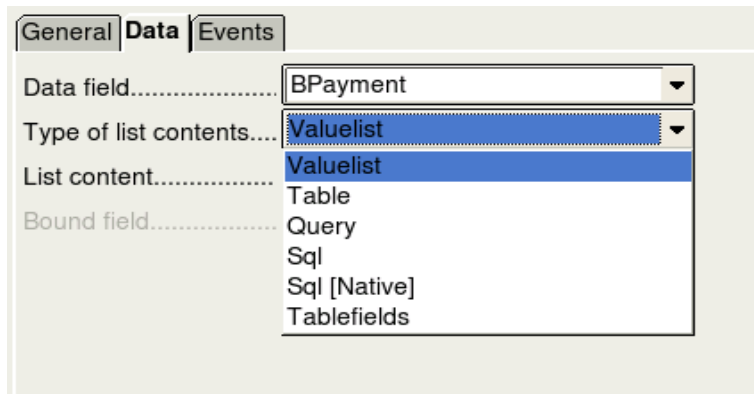 General Data Events
Data field..................... BPayment
Type of list contents.... Valuelist
Valuelist
List content.................
Table
Bound field..................
Query
Sql
Sql [Native]
Tablefields